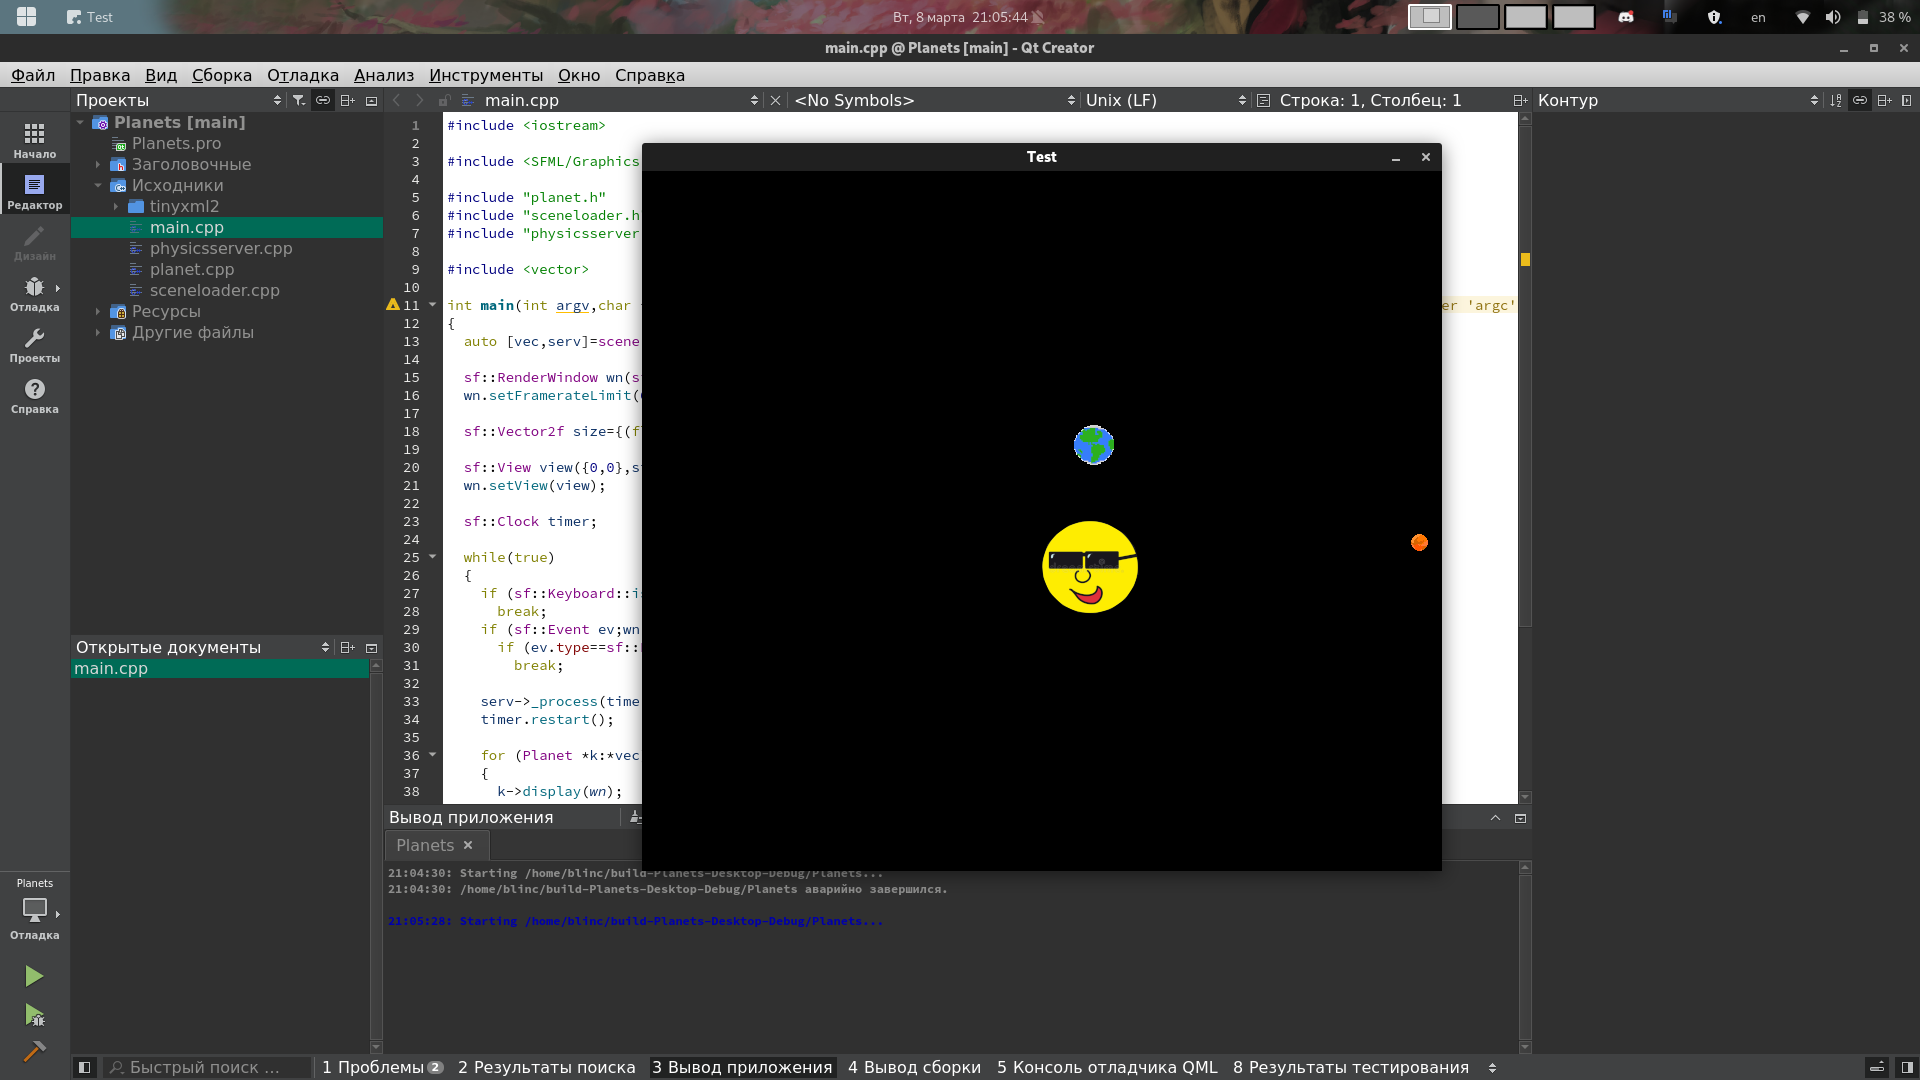 Test
Вт, 8 марта 21:05:44
en
38 %
main.cpp @ Planets [main] - Qt Creator
Файл Правка Вид Сборка Отладка Анализ Инструменты Окно Справка
Проекты
main.cpp
<No Symbols>
Unix (LF)
Строка: 1, Столбец: 1
Контур
Начало
Редактор
Дизайн
Отладка
Проекты
Справка
Planets [main]
Planets.pro
Заголовочные
Исходники
tinyxml2
main.cpp
physicsserver.cpp
planet.cpp
sceneloader.cpp
Ресурсы
Другие файлы
Открытые документы
main.cpp
1 #include <iostream>
2
3 #include <SFML/Graphics
4
5 #include "planet.h"
6 #include "sceneloader.h
7 #include "physicsserver
8
9 #include <vector>
10
11 int main(int argv,char er 'argc'
12 {
13 auto [vec,serv]=scene
14
15 sf::RenderWindow wn(s
16 wn.setFramerateLimit(
17
18 sf::Vector2f size={(f
19
20 sf::View view({0,0},s
21 wn.setView(view);
22
23 sf::Clock timer;
24
25 while(true)
26 {
27 if (sf::Keyboard::i
28 break;
29 if (sf::Event ev;wn
30 if (ev.type==sf::
31 break;
32
33 serv->_process(time
34 timer.restart();
35
36 for (Planet *k:*vec
37 {
38 k->display(wn);
Test
Вывод приложения
Planets
21:04:30: Starting /home/blinc/build-Planets-Desktop-Debug/Planets...
21:04:30: /home/blinc/build-Planets-Desktop-Debug/Planets аварийно завершился.
21:05:28: Starting /home/blinc/build-Planets-Desktop-Debug/Planets...
Planets
Отладка
Быстрый поиск ...
1 Проблемы 2
2 Результаты поиска
3 Вывод приложения
4 Вывод сборки
5 Консоль отладчика QML
8 Результаты тестирования